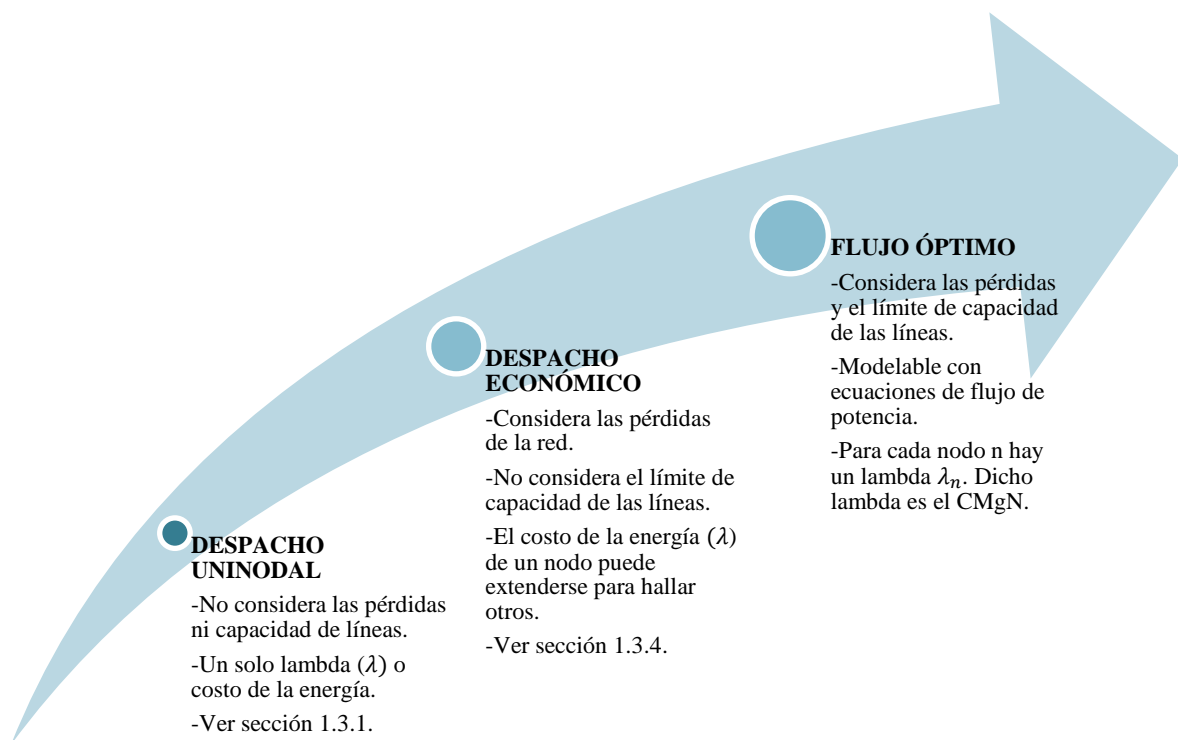 DESPACHO
UNINODAL
-No considera las pérdidas
ni capacidad de líneas.
-Un solo lambda (λ) o
costo de la energía.
-Ver sección 1.3.1.
DESPACHO
ECONÓMICO
-Considera las pérdidas
de la red.
-No considera el límite de
capacidad de las líneas.
-El costo de la energía (λ)
de un nodo puede
extenderse para hallar
otros.
-Ver sección 1.3.4.
FLUJO ÓPTIMO
-Considera las pérdidas
y el límite de capacidad
de las líneas.
-Modelable con
ecuaciones de flujo de
potencia.
-Para cada nodo n hay
un lambda λₙ. Dicho
lambda es el CMgN.